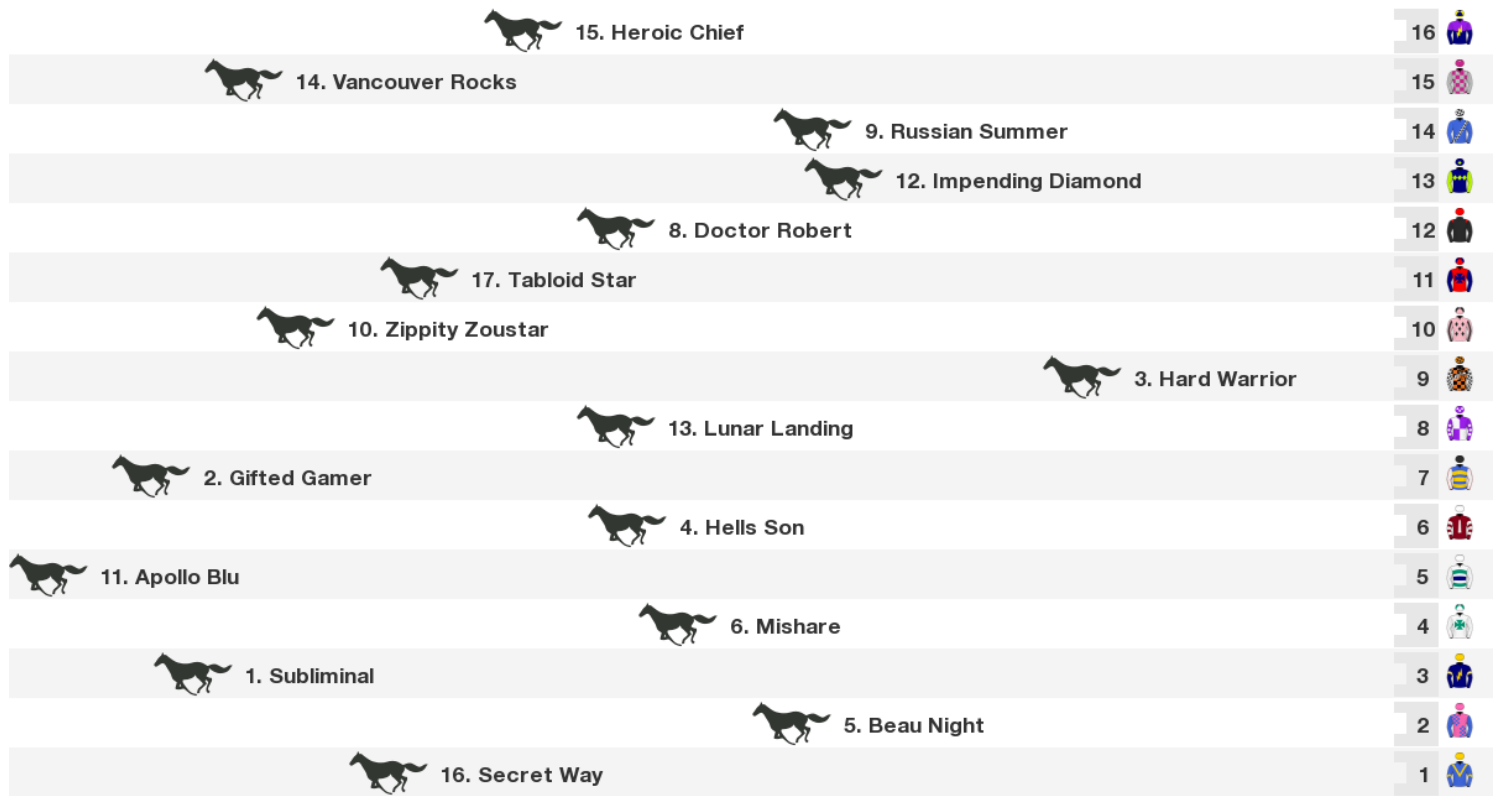 15. Heroic Chief 16
14. Vancouver Rocks 15
9. Russian Summer 14
12. Impending Diamond 13
8. Doctor Robert 12
17. Tabloid Star 11
10. Zippity Zoustar 10
3. Hard Warrior 9
13. Lunar Landing 8
2. Gifted Gamer 7
4. Hells Son 6
11. Apollo Blu 5
6. Mishare 4
1. Subliminal 3
5. Beau Night 2
16. Secret Way 1